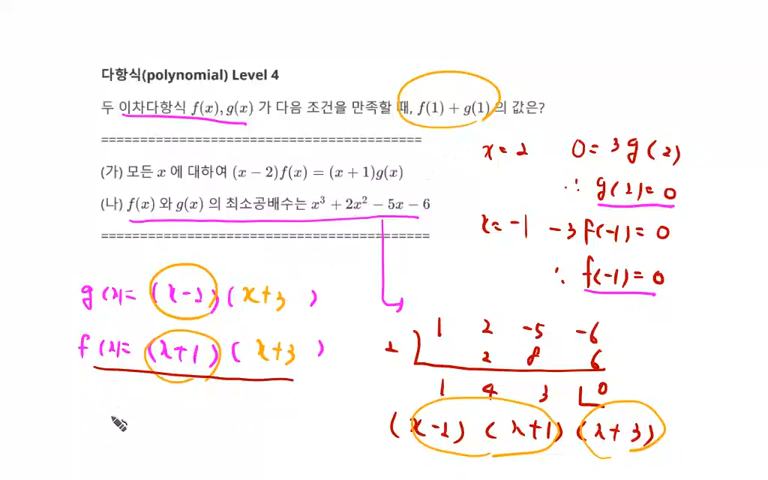 다항식(polynomial) Level 4
두 이차다항식 f(x), g(x) 가 다음 조건을 만족할 때, f(1) + g(1) 의 값은?
==========================================
(가) 모든 x 에 대하여 (x − 2)f(x) = (x + 1)g(x)
(나) f(x) 와 g(x) 의 최소공배수는 x³ + 2x² − 5x − 6
==========================================
x = 2 0 = 3g(2)
∴ g(2) = 0
x = -1 -3f(-1) = 0
∴ f(-1) = 0
g(x) = (x-2)(x+3 )
f(x) = (x+1)(x+3 )
1 2 -5 -6
2 2 8 6
1 4 3 0
(x-2)(x+1)(x+3)